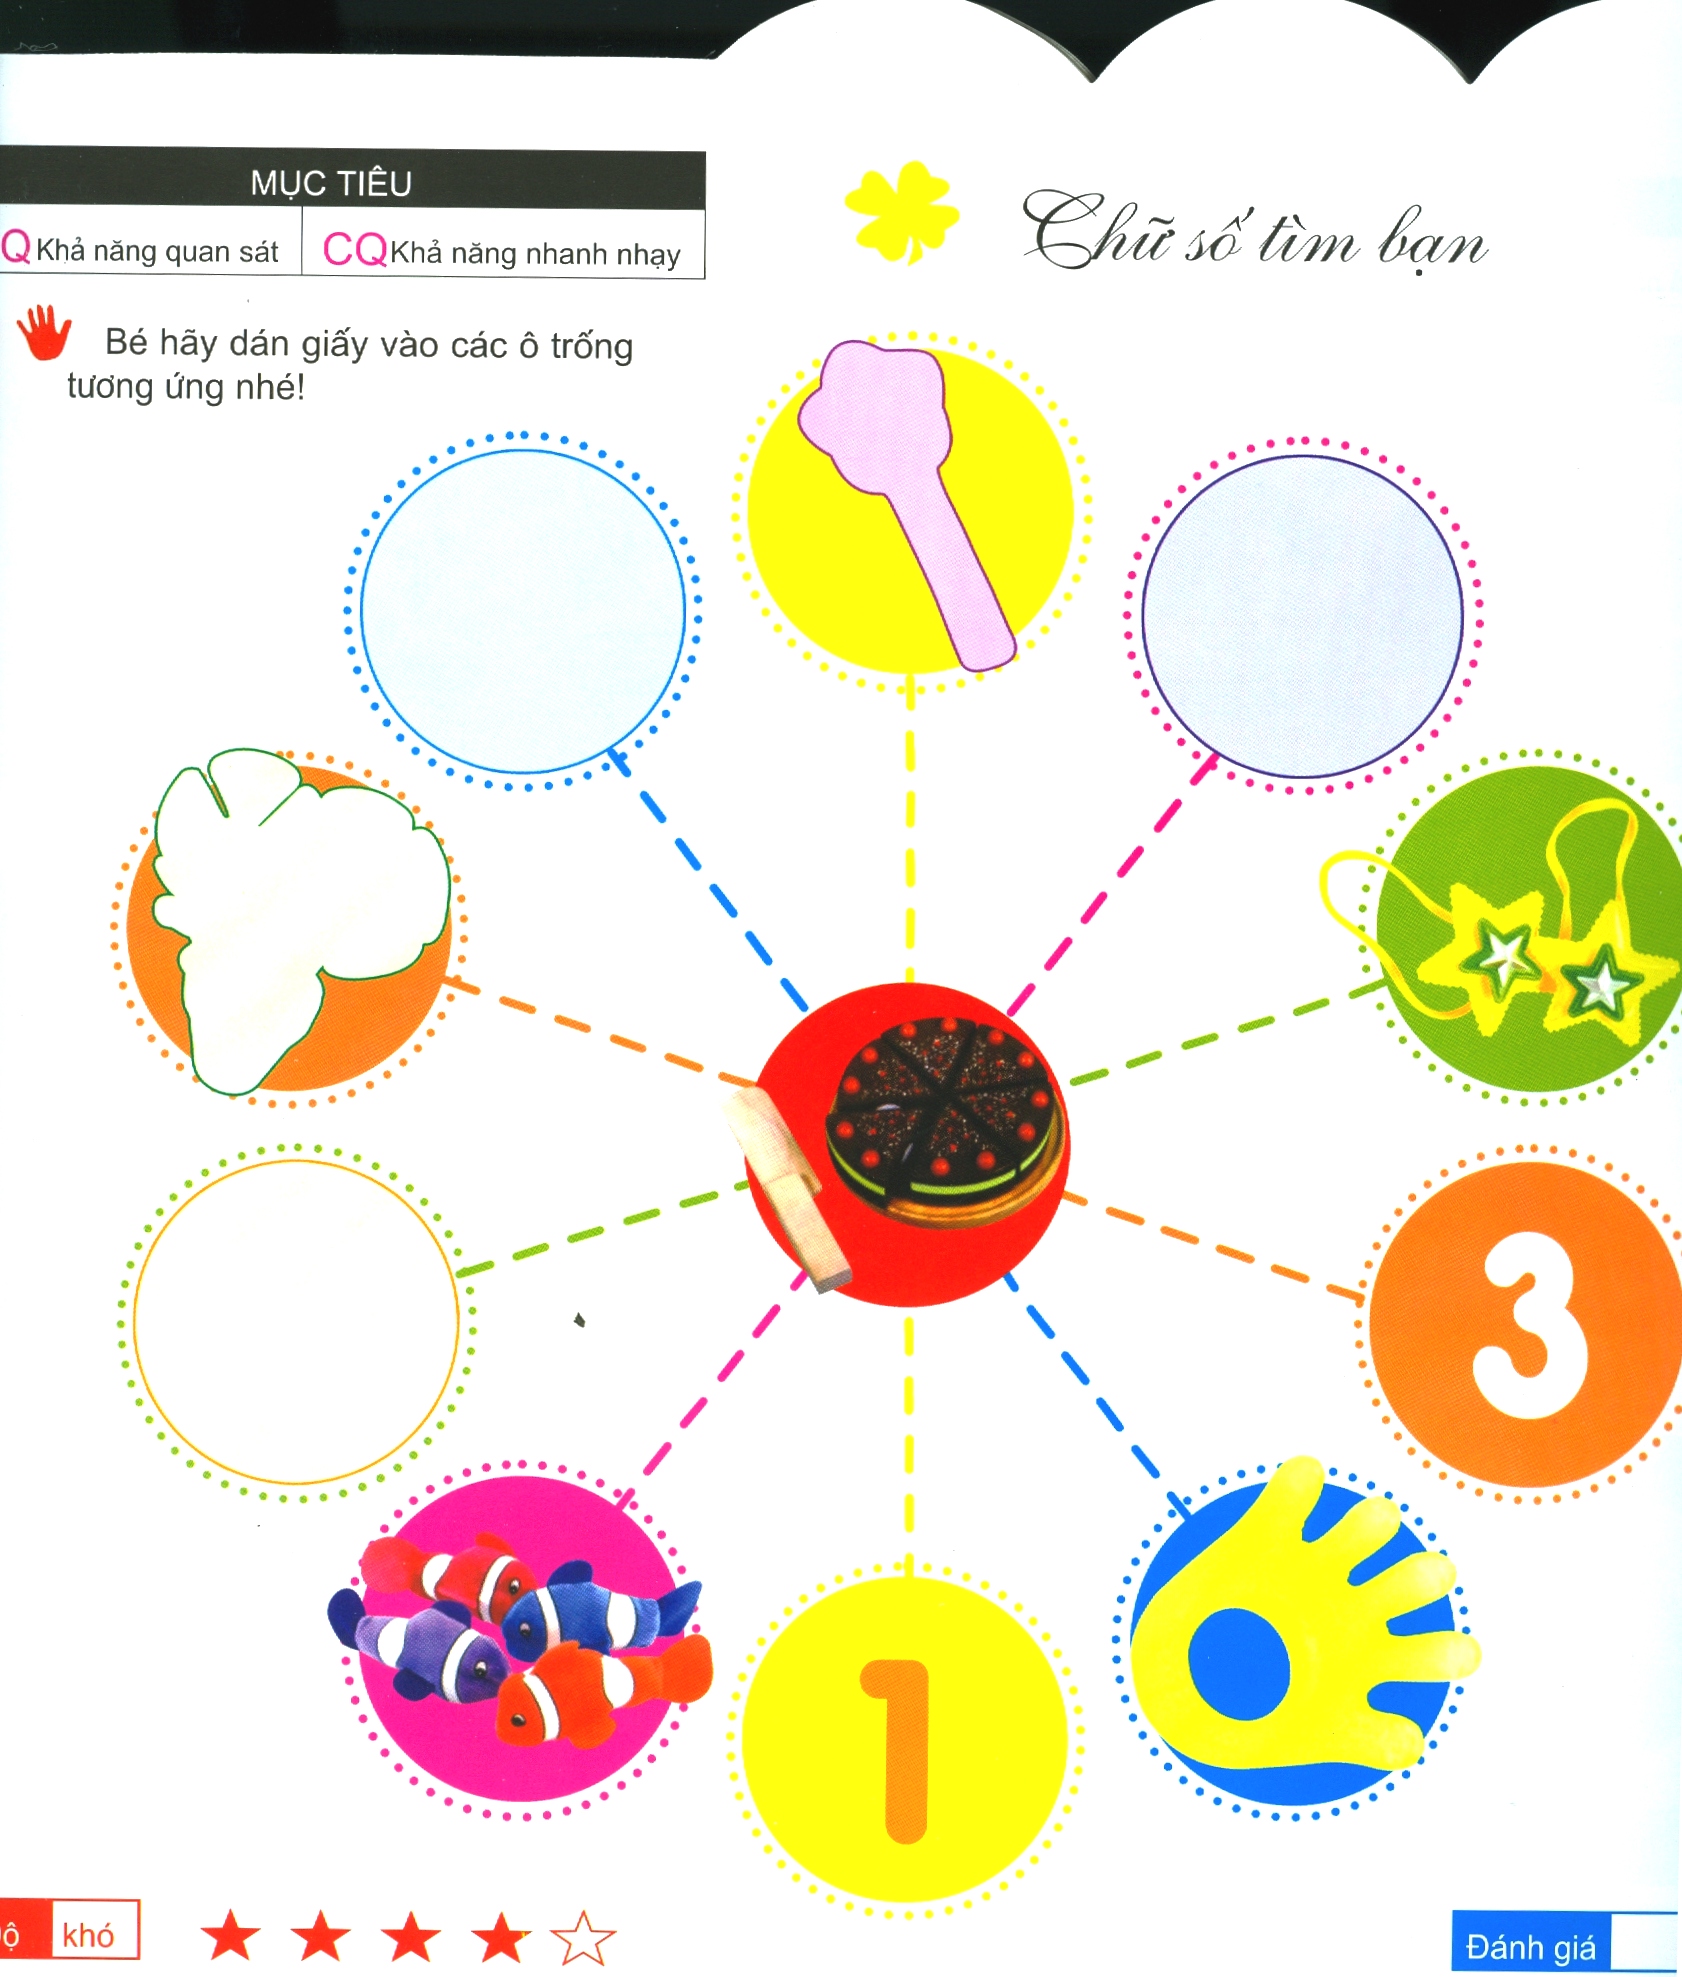 MỤC TIÊU
Q Khả năng quan sát
CQ Khả năng nhanh nhạy
Chữ số tìm bạn
Bé hãy dán giấy vào các ô trống
tương ứng nhé!
3
1
khó
Đánh giá